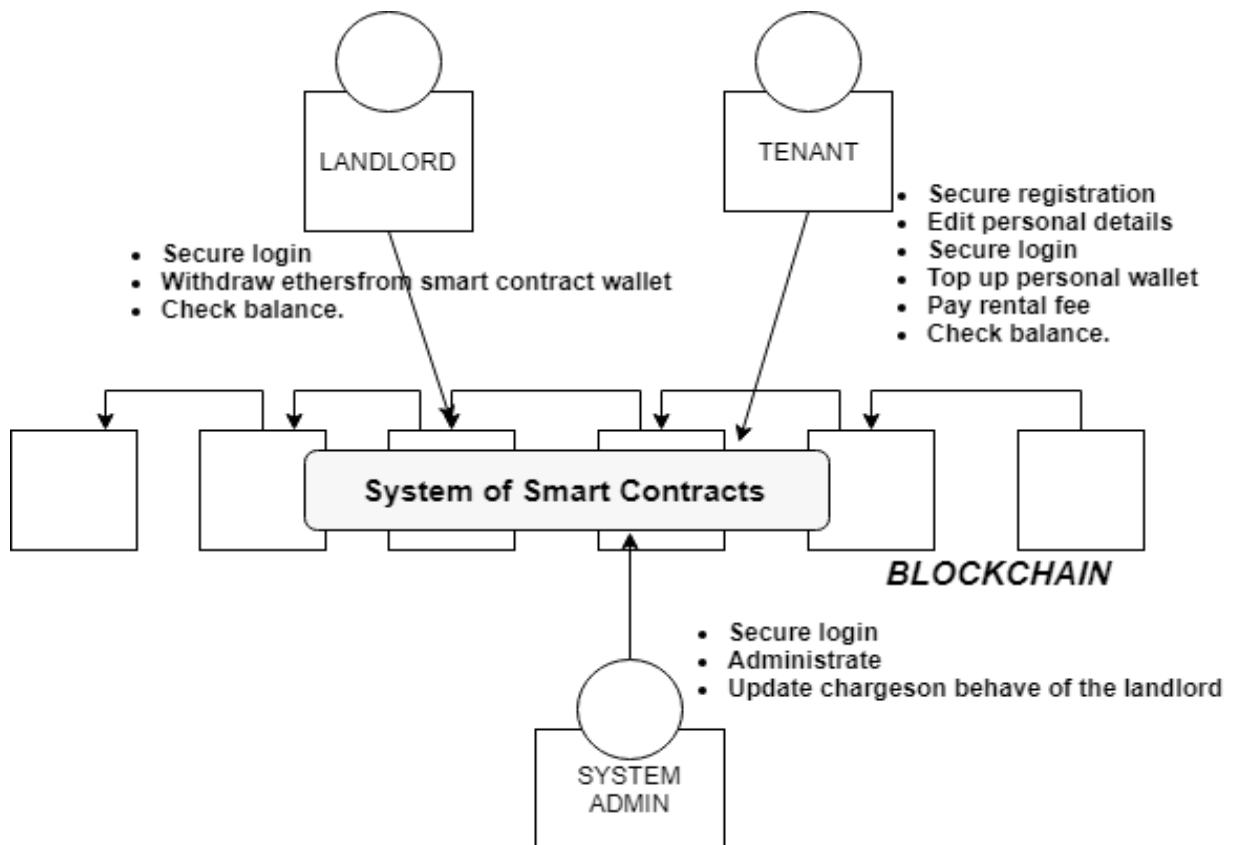 LANDLORD
TENANT
• Secure login
• Withdraw ethersfrom smart contract wallet
• Check balance.
• Secure registration
• Edit personal details
• Secure login
• Top up personal wallet
• Pay rental fee
• Check balance.
System of Smart Contracts
BLOCKCHAIN
• Secure login
• Administrate
• Update chargeson behave of the landlord
SYSTEM
ADMIN